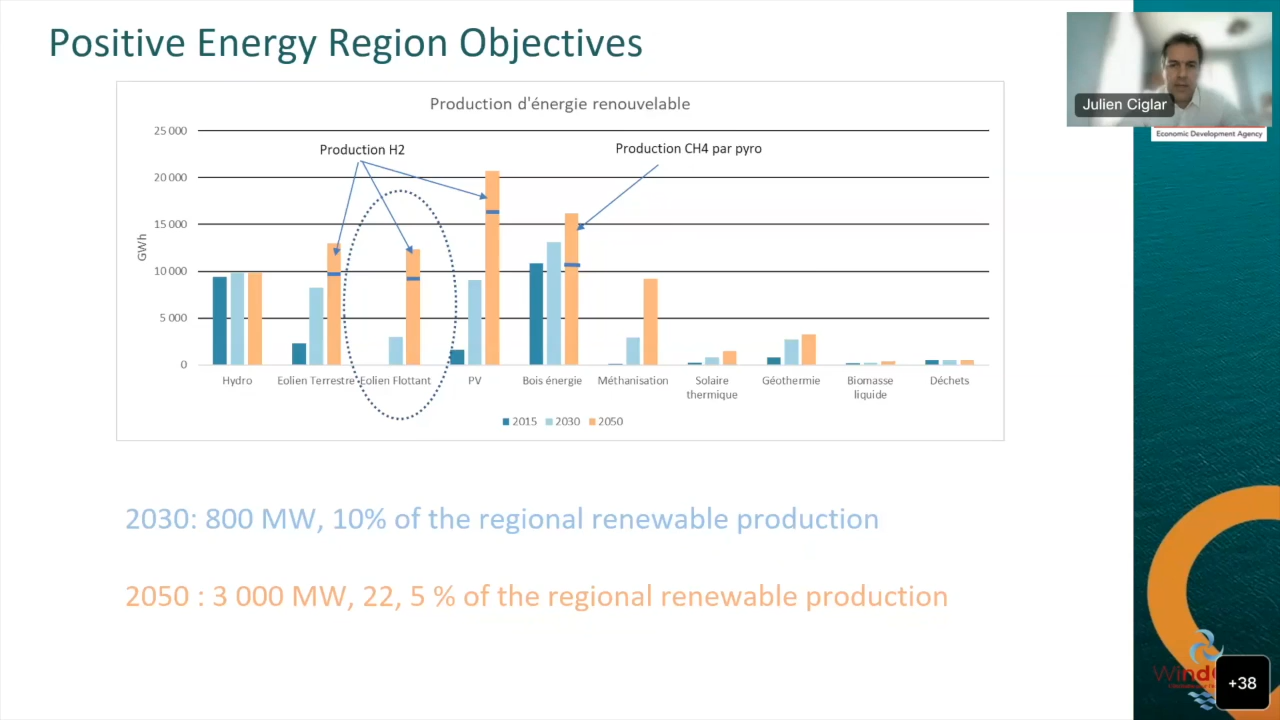 Positive Energy Region Objectives
Julien Ciglar
Economic Development Agency
Production d'énergie renouvelable
25 000
20 000
15 000
10 000
5 000
0
GWh
Production H2
Production CH4 par pyro
Hydro
Eolien Terrestre
Eolien Flottant
PV
Bois énergie
Méthanisation
Solaire
thermique
Géothermie
Biomasse
liquide
Déchets
2015
2030
2050
2030: 800 MW, 10% of the regional renewable production
2050 : 3 000 MW, 22, 5 % of the regional renewable production
+38